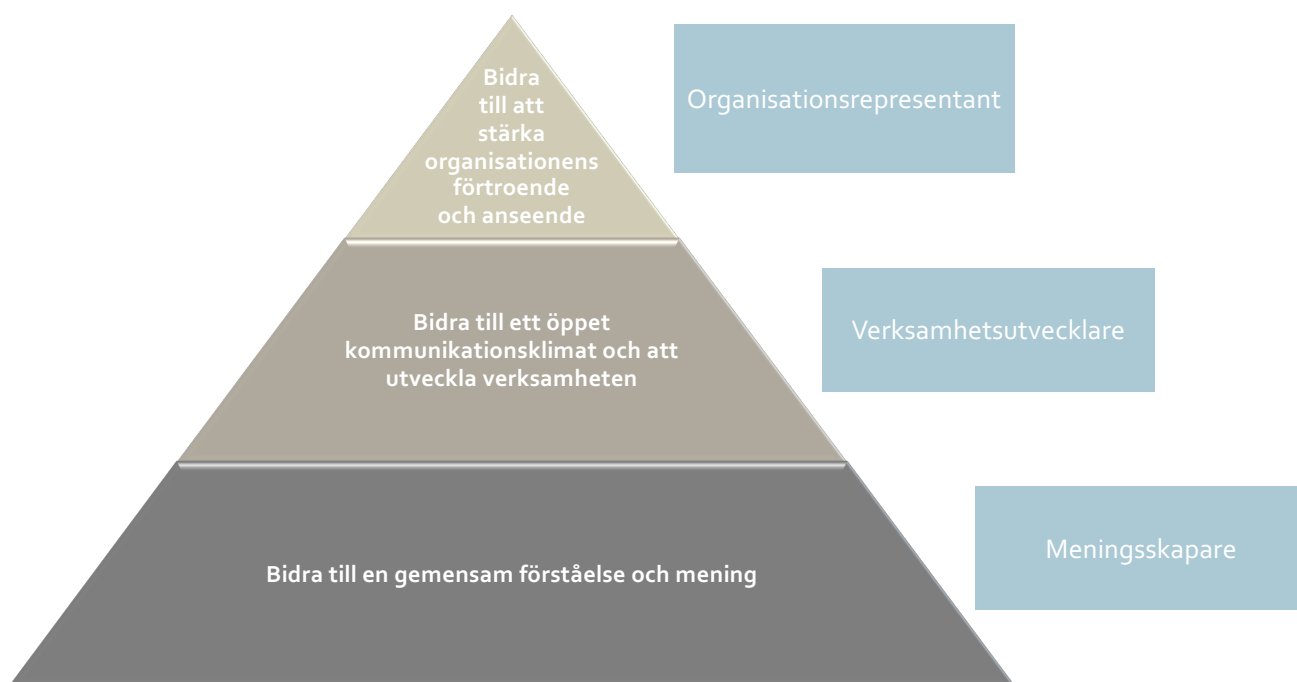 Bidra
till att
stärka
organisationens
förtroende
och anseende
Organisationsrepresentant
Bidra till ett öppet
kommunikationsklimat och att
utveckla verksamheten
Verksamhetsutvecklare
Bidra till en gemensam förståelse och mening
Meningsskapare